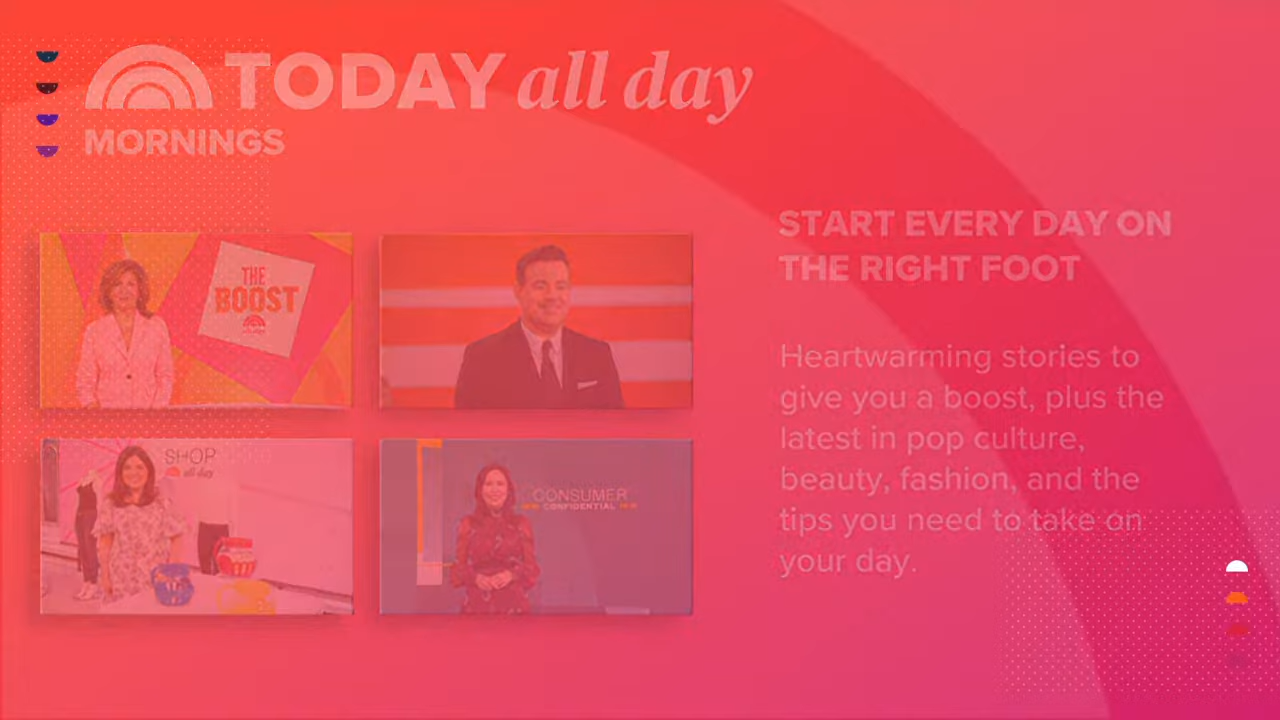 TODAY all day
MORNINGS
START EVERY DAY ON
THE RIGHT FOOT
THE
BOOST
Heartwarming stories to
give you a boost, plus the
latest in pop culture,
beauty, fashion, and the
tips you need to take on
your day.
SHOP
all day
CONSUMER
CONFIDENTIAL